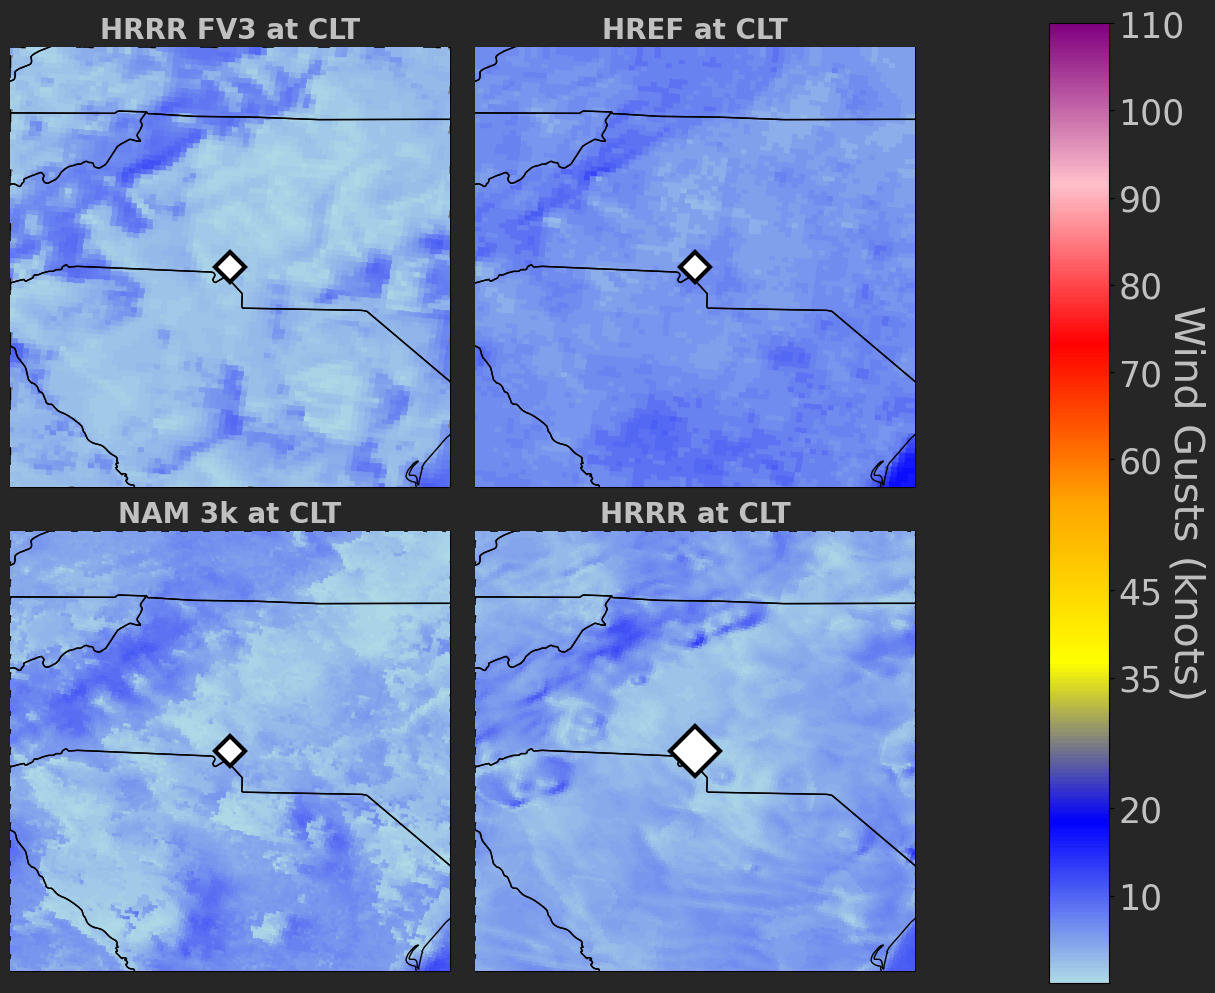 HRRR FV3 at CLT
HREF at CLT
NAM 3k at CLT
HRRR at CLT
110
100
90
80
70
60
45
35
20
10
Wind Gusts (knots)